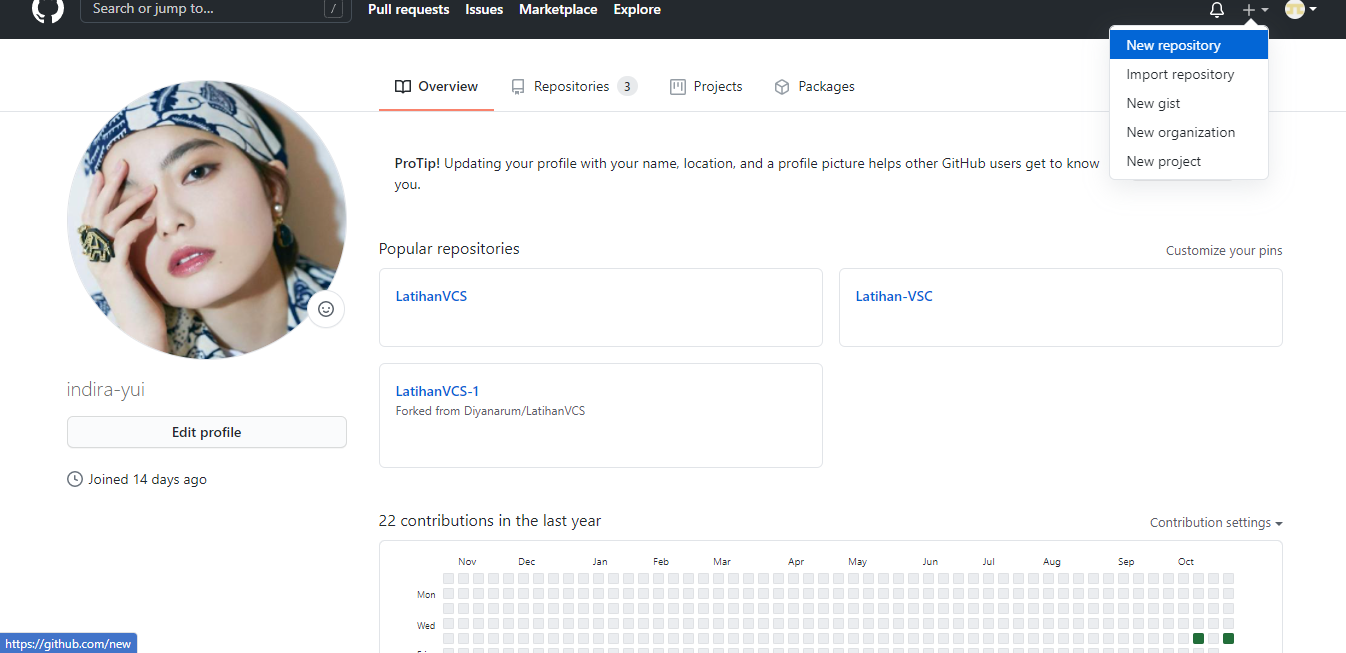 Search or jump to...
/
Pull requests
Issues
Marketplace
Explore
New repository
Import repository
New gist
New organization
New project
Overview
Repositories 3
Projects
Packages
ProTip! Updating your profile with your name, location, and a profile picture helps other GitHub users get to know
you.
Popular repositories
Customize your pins
LatihanVCS
Latihan-VSC
LatihanVCS-1
Forked from Diyanarum/LatihanVCS
indira-yui
Edit profile
Joined 14 days ago
22 contributions in the last year
Contribution settings
Nov Dec Jan Feb Mar Apr May Jun Jul Aug Sep Oct
Mon
Wed
https://github.com/new